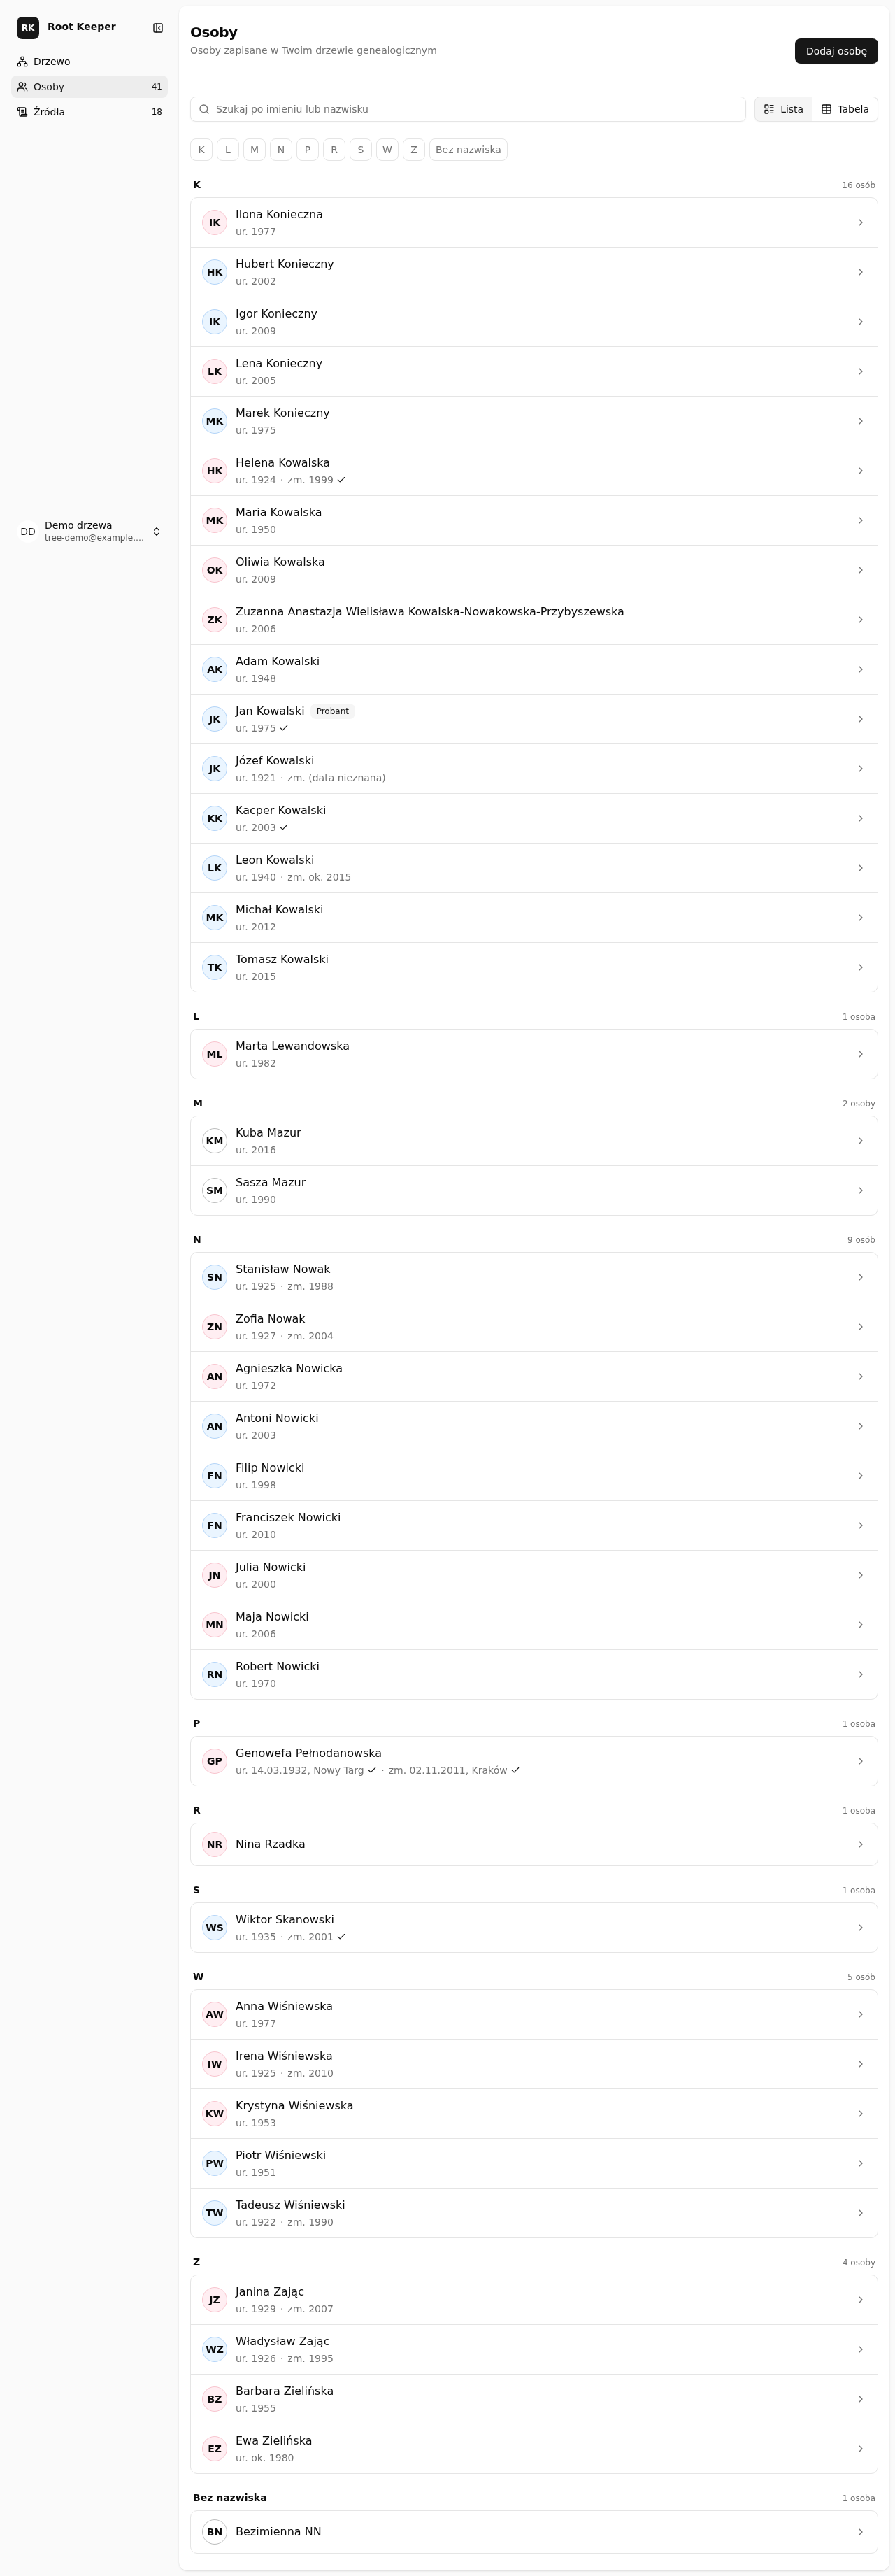 RK Root Keeper
Drzewo
Osoby 41
Źródła 18
DD Demo drzewa
tree-demo@example....
Osoby
Osoby zapisane w Twoim drzewie genealogicznym
Dodaj osobę
Szukaj po imieniu lub nazwisku
Lista Tabela
K L M N P R S W Z Bez nazwiska
K 16 osób
IK Ilona Konieczna
ur. 1977
HK Hubert Konieczny
ur. 2002
IK Igor Konieczny
ur. 2009
LK Lena Konieczny
ur. 2005
MK Marek Konieczny
ur. 1975
HK Helena Kowalska
ur. 1924 · zm. 1999 ✓
MK Maria Kowalska
ur. 1950
OK Oliwia Kowalska
ur. 2009
ZK Zuzanna Anastazja Wielisława Kowalska-Nowakowska-Przybyszewska
ur. 2006
AK Adam Kowalski
ur. 1948
JK Jan Kowalski Probant
ur. 1975 ✓
JK Józef Kowalski
ur. 1921 · zm. (data nieznana)
KK Kacper Kowalski
ur. 2003 ✓
LK Leon Kowalski
ur. 1940 · zm. ok. 2015
MK Michał Kowalski
ur. 2012
TK Tomasz Kowalski
ur. 2015
L 1 osoba
ML Marta Lewandowska
ur. 1982
M 2 osoby
KM Kuba Mazur
ur. 2016
SM Sasza Mazur
ur. 1990
N 9 osób
SN Stanisław Nowak
ur. 1925 · zm. 1988
ZN Zofia Nowak
ur. 1927 · zm. 2004
AN Agnieszka Nowicka
ur. 1972
AN Antoni Nowicki
ur. 2003
FN Filip Nowicki
ur. 1998
FN Franciszek Nowicki
ur. 2010
JN Julia Nowicki
ur. 2000
MN Maja Nowicki
ur. 2006
RN Robert Nowicki
ur. 1970
P 1 osoba
GP Genowefa Pełnodanowska
ur. 14.03.1932, Nowy Targ ✓ · zm. 02.11.2011, Kraków ✓
R 1 osoba
NR Nina Rzadka
S 1 osoba
WS Wiktor Skanowski
ur. 1935 · zm. 2001 ✓
W 5 osób
AW Anna Wiśniewska
ur. 1977
IW Irena Wiśniewska
ur. 1925 · zm. 2010
KW Krystyna Wiśniewska
ur. 1953
PW Piotr Wiśniewski
ur. 1951
TW Tadeusz Wiśniewski
ur. 1922 · zm. 1990
Z 4 osoby
JZ Janina Zając
ur. 1929 · zm. 2007
WZ Władysław Zając
ur. 1926 · zm. 1995
BZ Barbara Zielińska
ur. 1955
EZ Ewa Zielińska
ur. ok. 1980
Bez nazwiska 1 osoba
BN Bezimienna NN